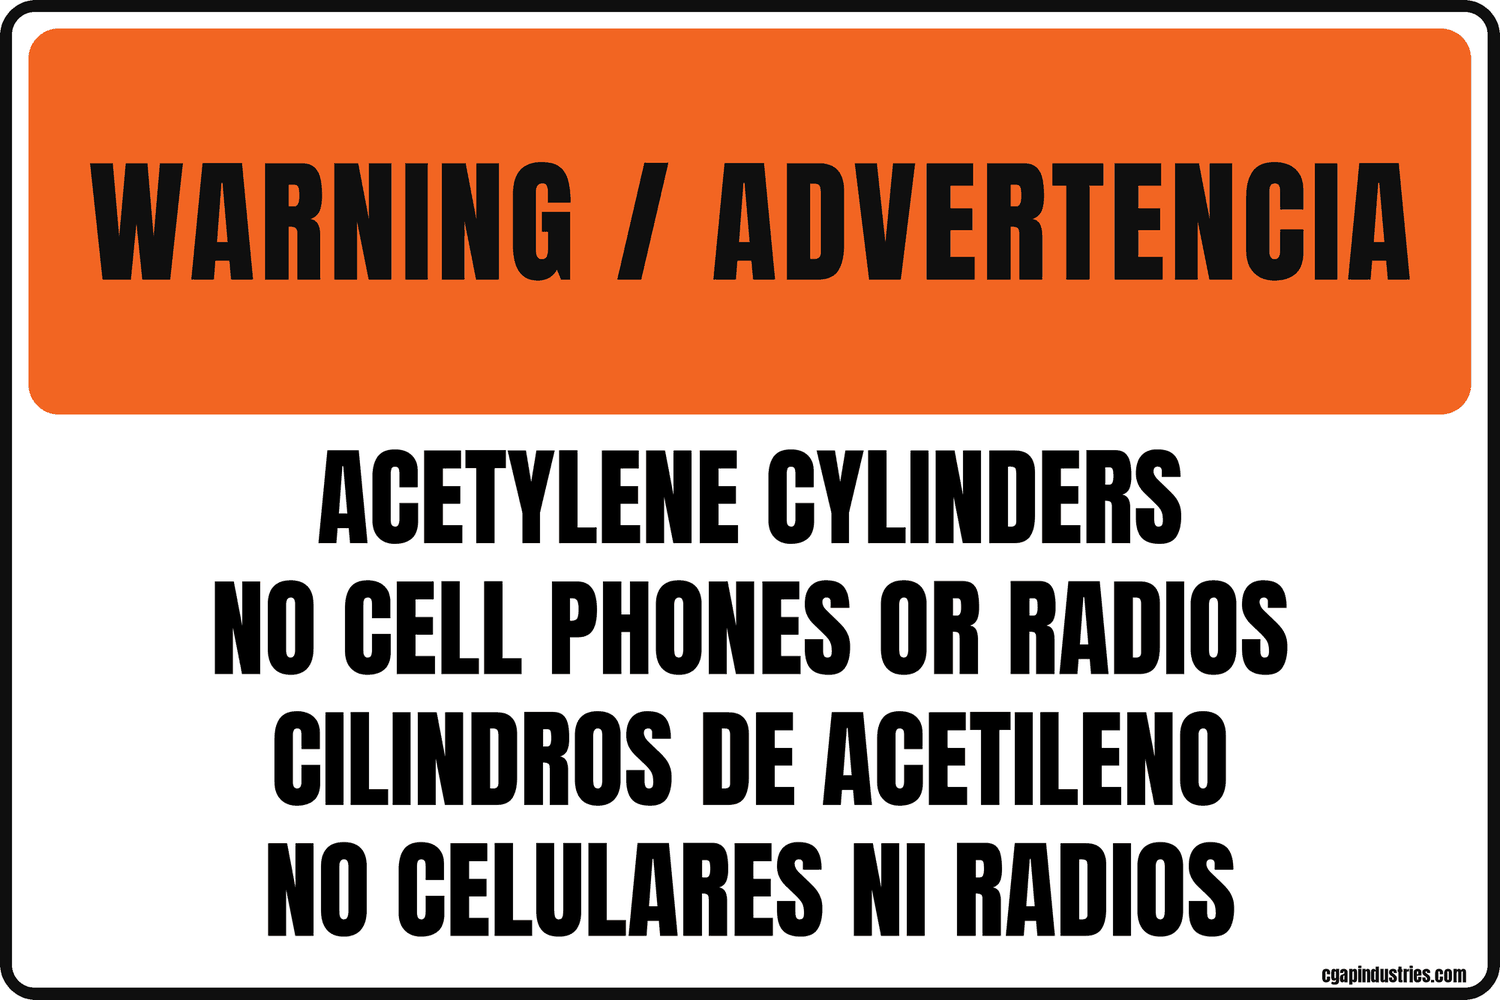 WARNING / ADVERTENCIA
ACETYLENE CYLINDERS
NO CELL PHONES OR RADIOS
CILINDROS DE ACETILENO
NO CELULARES NI RADIOS
cgapindustries.com